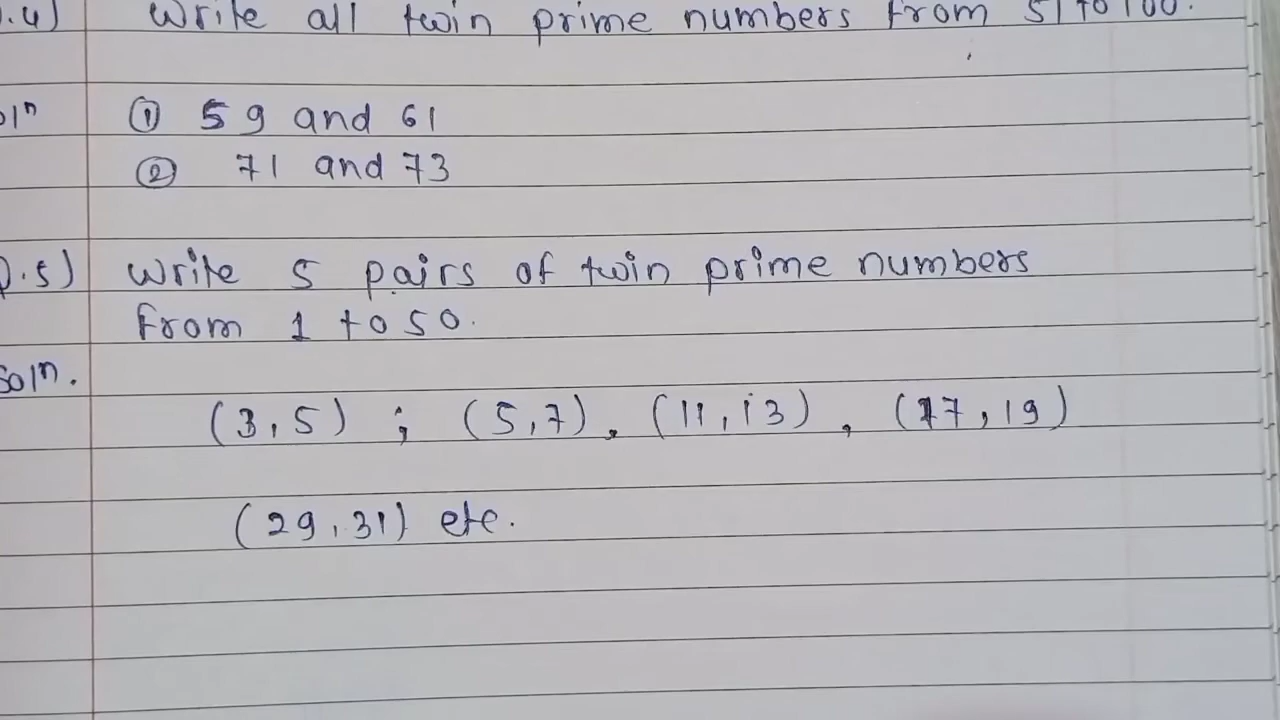 .4) Write all twin prime numbers from 51 to 100.
oln ① 59 and 61
② 71 and 73
Q.5) Write 5 pairs of twin prime numbers
from 1 to 50.
Soln.
(3,5) ; (5,7), (11,13), (17,19)
(29,31) etc.